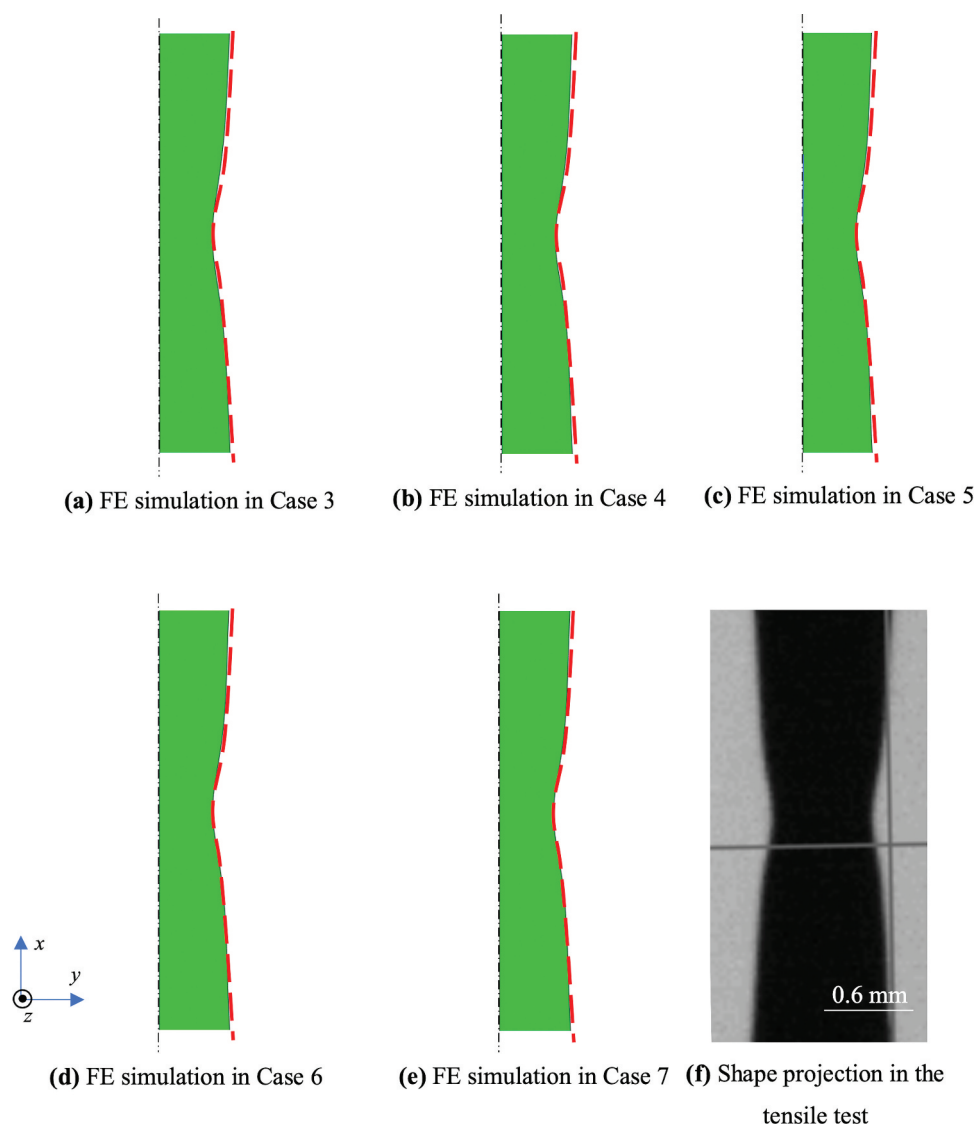 (a) FE simulation in Case 3
(b) FE simulation in Case 4
(c) FE simulation in Case 5
x
y
z
0.6 mm
(d) FE simulation in Case 6
(e) FE simulation in Case 7
(f) Shape projection in the
tensile test